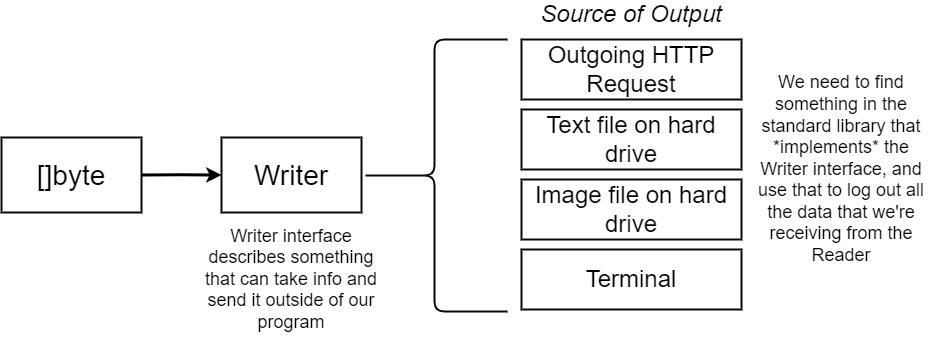 Source of Output
Outgoing HTTP
Request
Text file on hard
drive
Image file on hard
drive
Terminal
[]byte
Writer
Writer interface
describes something
that can take info and
send it outside of our
program
We need to find
something in the
standard library that
*implements* the
Writer interface, and
use that to log out all
the data that we're
receiving from the
Reader